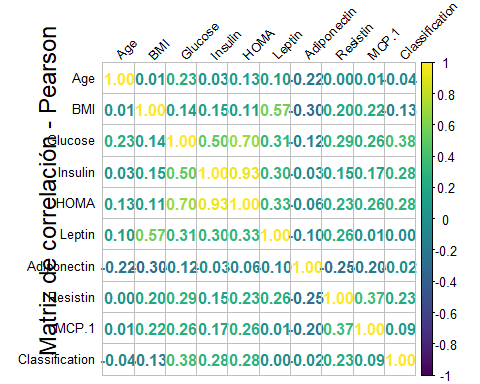 Matriz de correlación - Pearson
Age BMI Glucose Insulin HOMA Leptin Adiponectin Resistin MCP.1 Classification
Age 1.00 0.01 0.23 0.03 0.13 0.10 -0.22 0.00 0.01 -0.04
BMI 0.01 1.00 0.14 0.15 0.11 0.57 -0.30 0.20 0.22 -0.13
Glucose 0.23 0.14 1.00 0.50 0.70 0.31 -0.12 0.29 0.26 0.38
Insulin 0.03 0.15 0.50 1.00 0.93 0.30 -0.03 0.15 0.17 0.28
HOMA 0.13 0.11 0.70 0.93 1.00 0.33 -0.06 0.23 0.26 0.28
Leptin 0.10 0.57 0.31 0.30 0.33 1.00 -0.10 0.26 0.01 0.00
Adiponectin -0.22 -0.30 -0.12 -0.03 -0.06 -0.10 1.00 -0.25 -0.20 -0.02
Resistin 0.00 0.20 0.29 0.15 0.23 0.26 -0.25 1.00 0.37 0.23
MCP.1 0.01 0.22 0.26 0.17 0.26 0.01 -0.20 0.37 1.00 0.09
Classification -0.04 -0.13 0.38 0.28 0.28 0.00 -0.02 0.23 0.09 1.00
1
0.8
0.6
0.4
0.2
0
-0.2
-0.4
-0.6
-0.8
-1